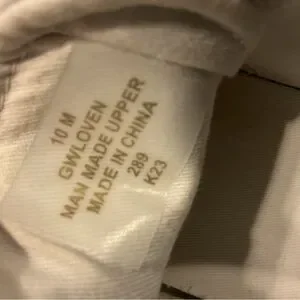 10 M
GWLOVEN
MAN MADE UPPER
MADE IN CHINA
289
K23